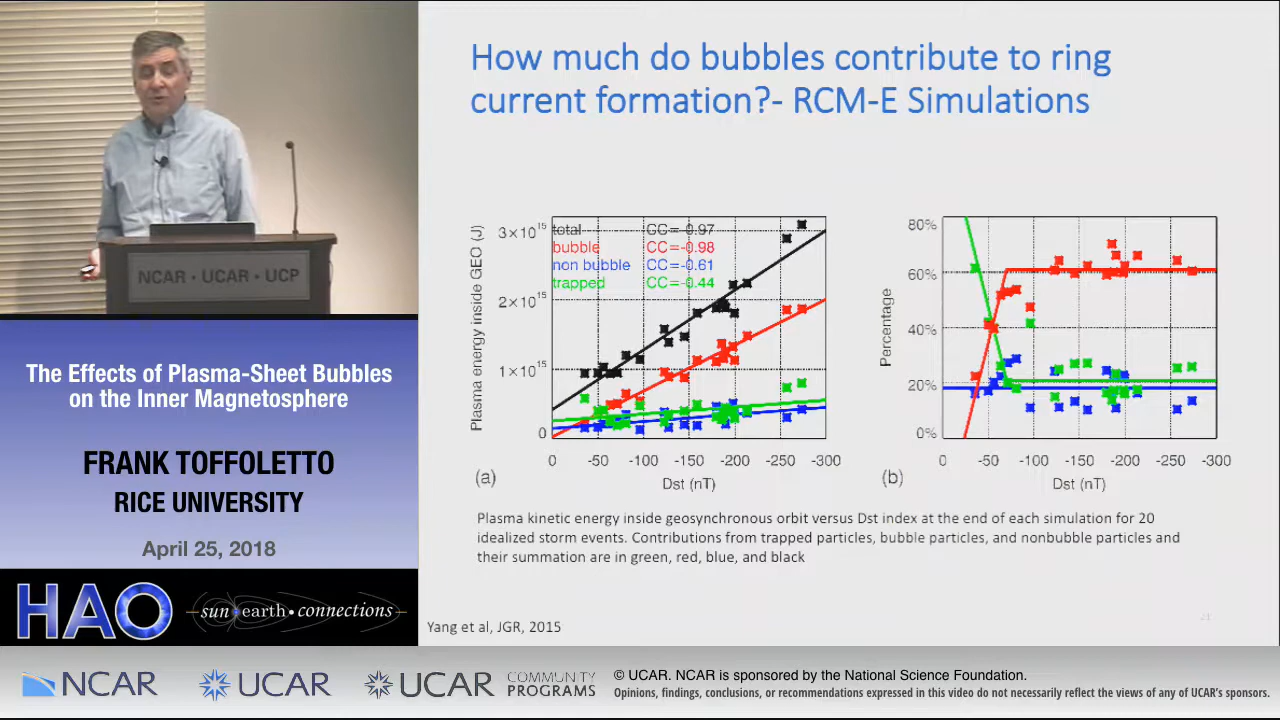 How much do bubbles contribute to ring
current formation?- RCM-E Simulations
NCAR • UCAR • UCP
3×10¹⁵
2×10¹⁵
1×10¹⁵
0
Plasma energy inside GEO (J)
total CC=-0.97
bubble CC=-0.98
non bubble CC=-0.61
trapped CC=-0.44
0 -50 -100 -150 -200 -250 -300
(a)
Dst (nT)
80%
60%
40%
20%
0%
Percentage
0 -50 -100 -150 -200 -250 -300
(b)
Dst (nT)
Plasma kinetic energy inside geosynchronous orbit versus Dst index at the end of each simulation for 20
idealized storm events. Contributions from trapped particles, bubble particles, and nonbubble particles and
their summation are in green, red, blue, and black
Yang et al, JGR, 2015
The Effects of Plasma-Sheet Bubbles
on the Inner Magnetosphere
FRANK TOFFOLETTO
RICE UNIVERSITY
April 25, 2018
HAO
sun•earth•connections
NCAR
UCAR
UCAR
COMMUNITY
PROGRAMS
© UCAR. NCAR is sponsored by the National Science Foundation.
Opinions, findings, conclusions, or recommendations expressed in this video do not necessarily reflect the views of any of UCAR's sponsors.